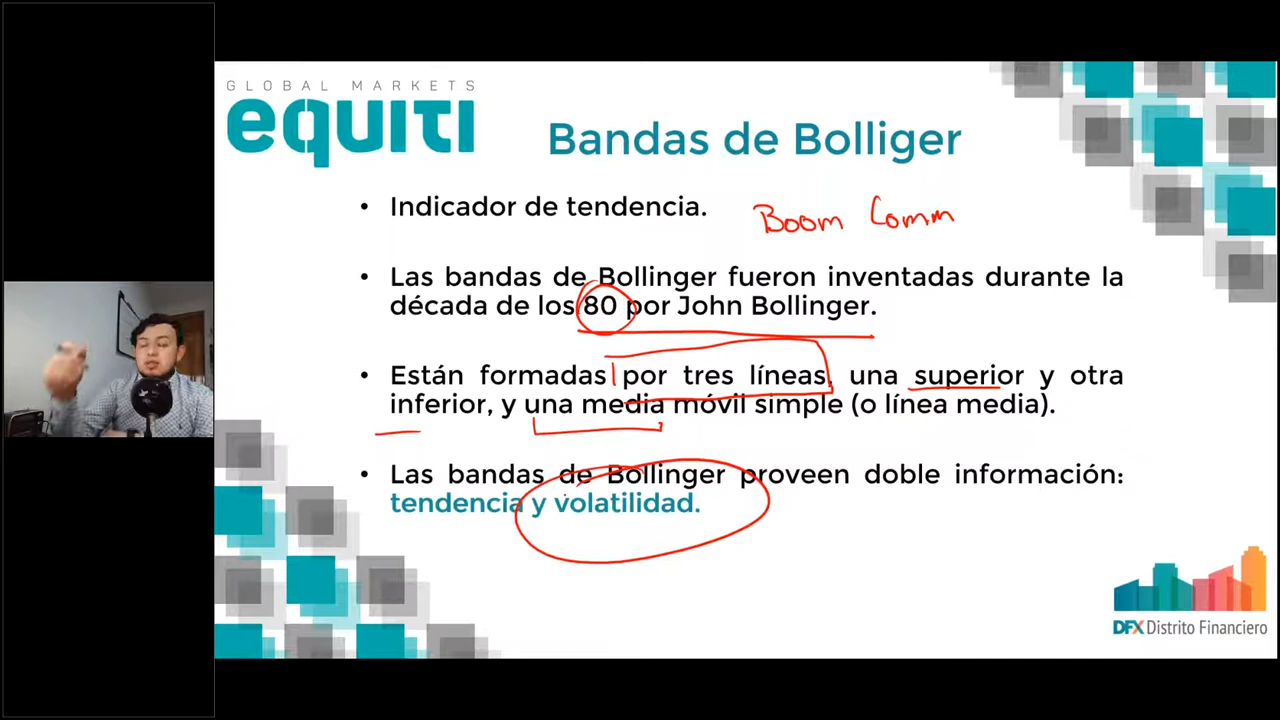 GLOBAL MARKETS
equiti
Bandas de Bolliger
• Indicador de tendencia.
Boom Comm
• Las bandas de Bollinger fueron inventadas durante la
década de los 80 por John Bollinger.
• Están formadas por tres líneas, una superior y otra
inferior, y una media móvil simple (o línea media).
• Las bandas de Bollinger proveen doble información:
tendencia y volatilidad.
DFX Distrito Financiero